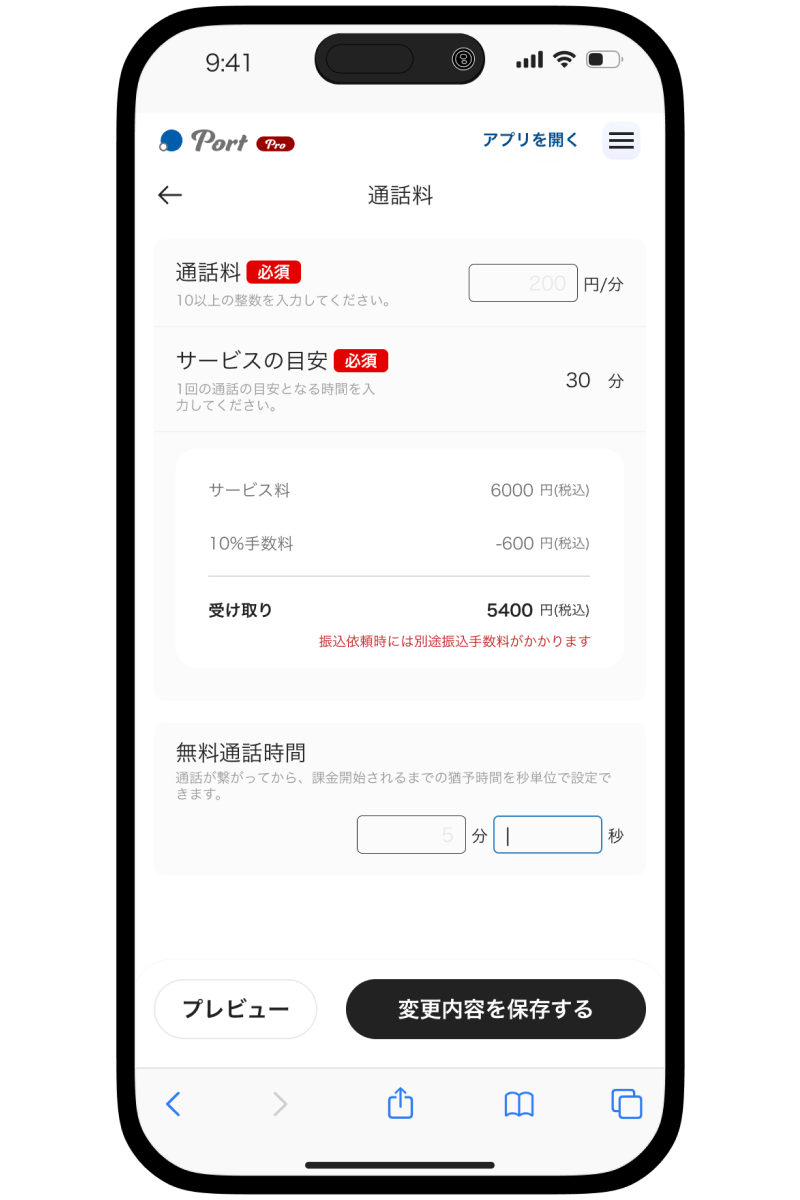 9:41
Port Pro
アプリを開く
通話料
通話料 必須
10以上の整数を入力してください。
200 円/分
サービスの目安 必須
1回の通話の目安となる時間を入
力してください。
30 分
サービス料 6000 円(税込)
10%手数料 -600 円(税込)
受け取り 5400 円(税込)
振込依頼時には別途振込手数料がかかります
無料通話時間
通話が繋がってから、課金開始されるまでの猶予時間を秒単位で設定で
きます。
5 分 秒
プレビュー 変更内容を保存する